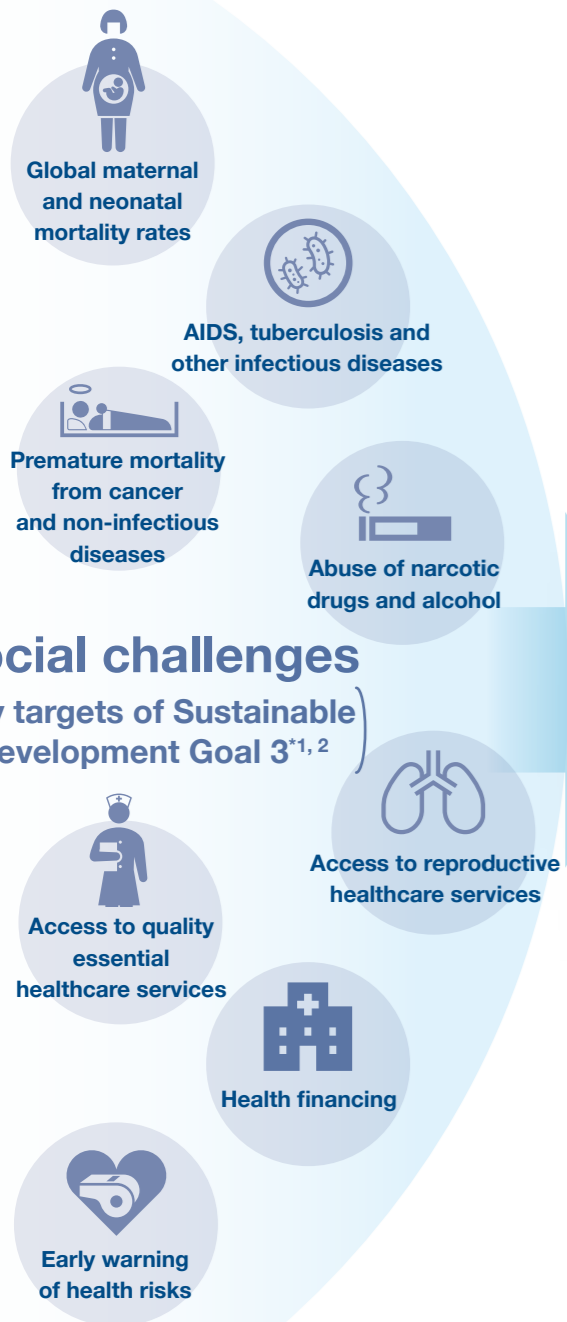 Global maternal
and neonatal
mortality rates
AIDS, tuberculosis and
other infectious diseases
Premature mortality
from cancer
and non-infectious
diseases
Abuse of narcotic
drugs and alcohol
ocial challenges
y targets of Sustainable
evelopment Goal 3*1, 2
Access to reproductive
healthcare services
Access to quality
essential
healthcare services
Health financing
Early warning
of health risks